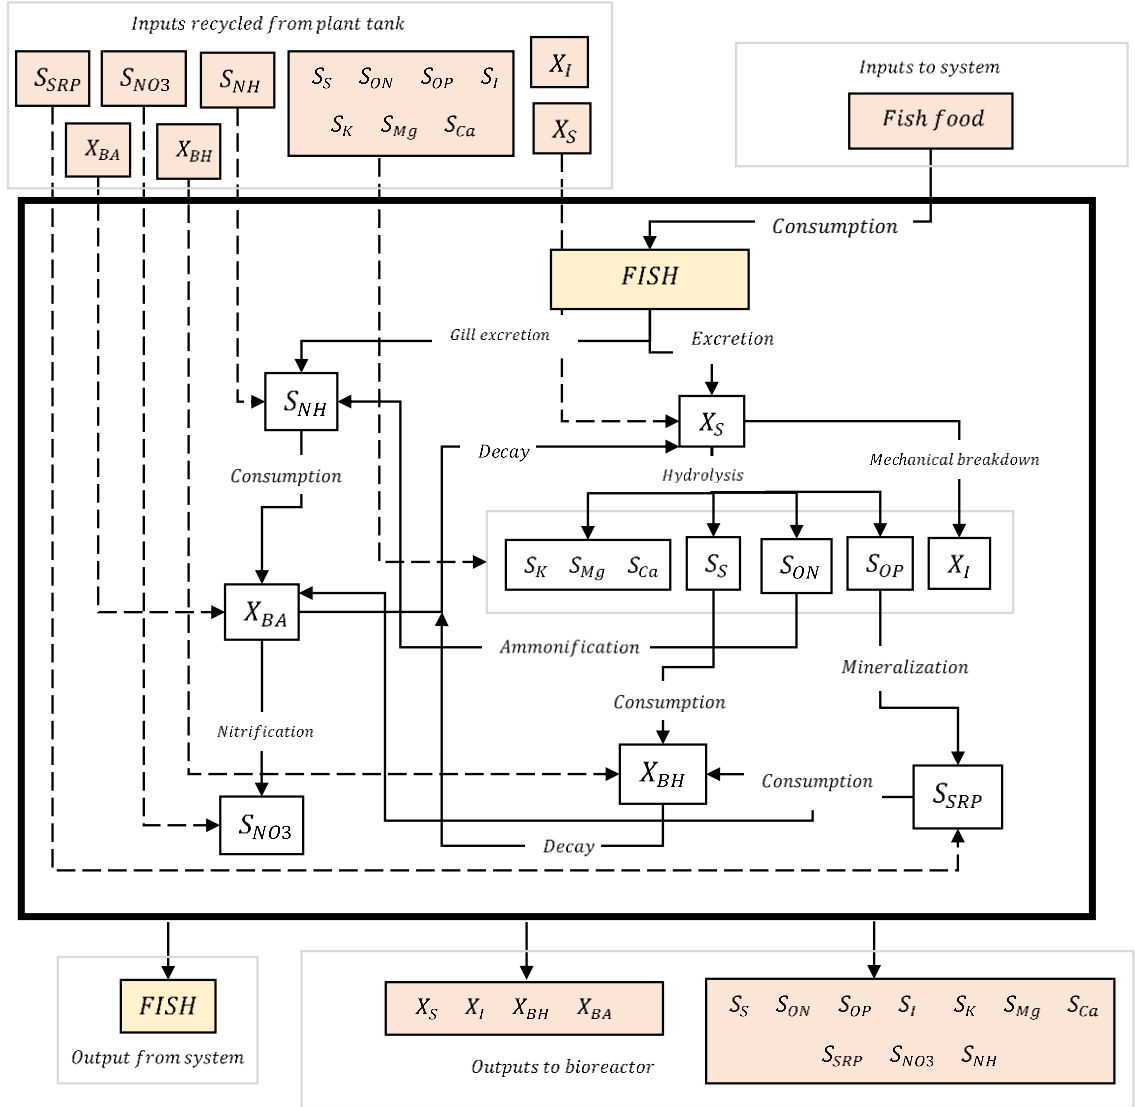 Inputs recycled from plant tank
S_SRP S_NO3 S_NH
S_S S_ON S_OP S_I
S_K S_Mg S_Ca
X_I
X_S
X_BA X_BH
Inputs to system
Fish food
Consumption
FISH
Gill excretion
Excretion
S_NH
X_S
Consumption
Decay
Hydrolysis
Mechanical breakdown
S_K S_Mg S_Ca
S_S
S_ON
S_OP
X_I
X_BA
Ammonification
Mineralization
Consumption
Nitrification
X_BH
Consumption
S_SRP
S_NO3
Decay
FISH
Output from system
X_S X_I X_BH X_BA
Outputs to bioreactor
S_S S_ON S_OP S_I S_K S_Mg S_Ca
S_SRP S_NO3 S_NH